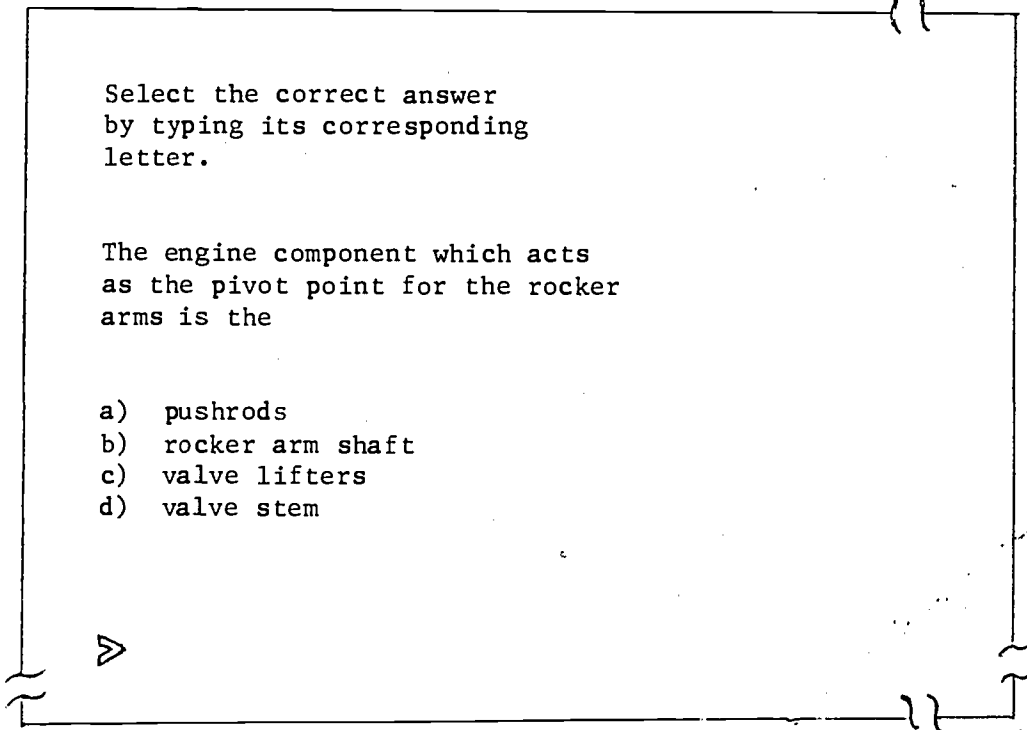 Select the correct answer
by typing its corresponding
letter.
The engine component which acts
as the pivot point for the rocker
arms is the
a) pushrods
b) rocker arm shaft
c) valve lifters
d) valve stem